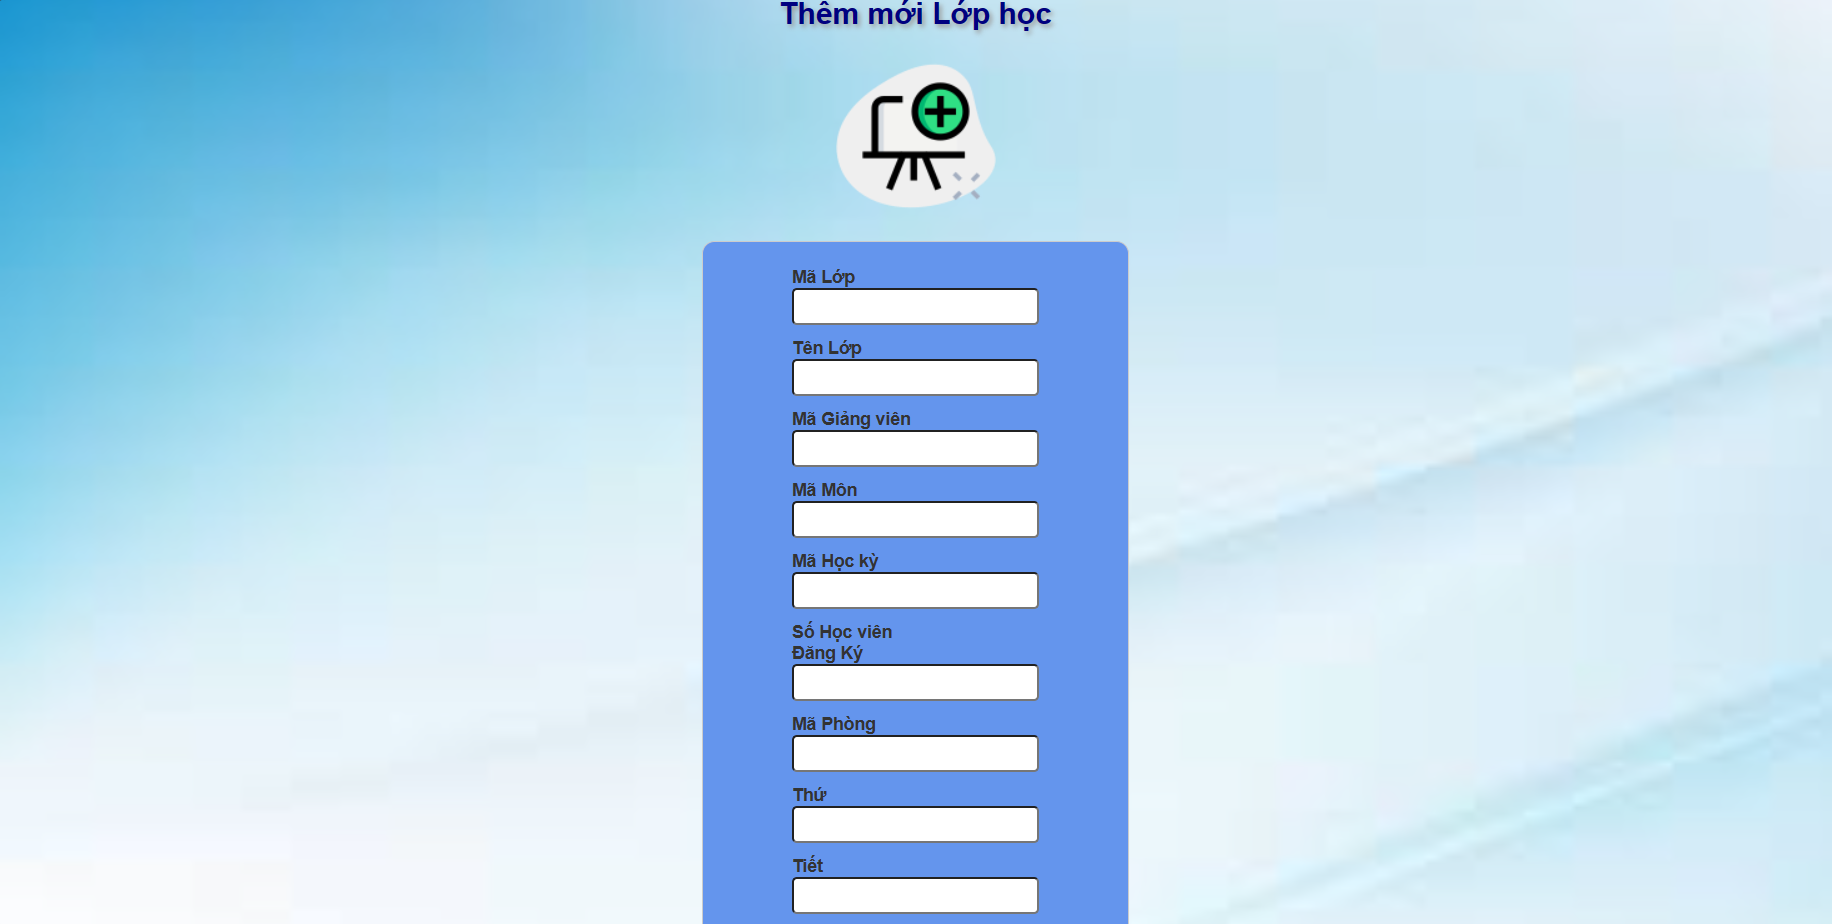 Thêm mới Lớp học
Mã Lớp
Tên Lớp
Mã Giảng viên
Mã Môn
Mã Học kỳ
Số Học viên
Đăng Ký
Mã Phòng
Thứ
Tiết